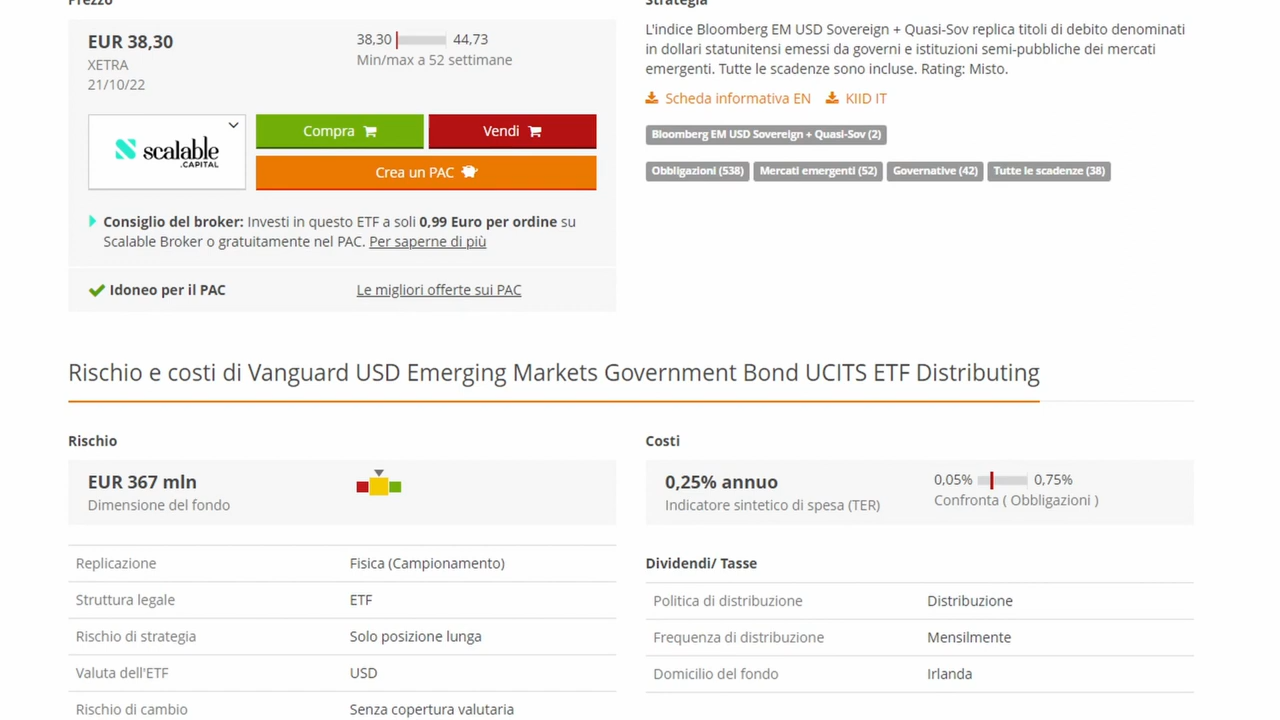 Prezzo
EUR 38,30
XETRA
21/10/22
38,30 44,73
Min/max a 52 settimane
scalable
.CAPITAL
Compra
Vendi
Crea un PAC
Consiglio del broker: Investi in questo ETF a soli 0,99 Euro per ordine su
Scalable Broker o gratuitamente nel PAC. Per saperne di più
Idoneo per il PAC
Le migliori offerte sui PAC
Strategia
L'indice Bloomberg EM USD Sovereign + Quasi-Sov replica titoli di debito denominati
in dollari statunitensi emessi da governi e istituzioni semi-pubbliche dei mercati
emergenti. Tutte le scadenze sono incluse. Rating: Misto.
Scheda informativa EN KIID IT
Bloomberg EM USD Sovereign + Quasi-Sov (2)
Obbligazioni (538) Mercati emergenti (52) Governative (42) Tutte le scadenze (38)
Rischio e costi di Vanguard USD Emerging Markets Government Bond UCITS ETF Distributing
Rischio
EUR 367 mln
Dimensione del fondo
Replicazione Fisica (Campionamento)
Struttura legale ETF
Rischio di strategia Solo posizione lunga
Valuta dell'ETF USD
Rischio di cambio Senza copertura valutaria
Costi
0,25% annuo
Indicatore sintetico di spesa (TER)
0,05% 0,75%
Confronta ( Obbligazioni )
Dividendi/ Tasse
Politica di distribuzione Distribuzione
Frequenza di distribuzione Mensilmente
Domicilio del fondo Irlanda